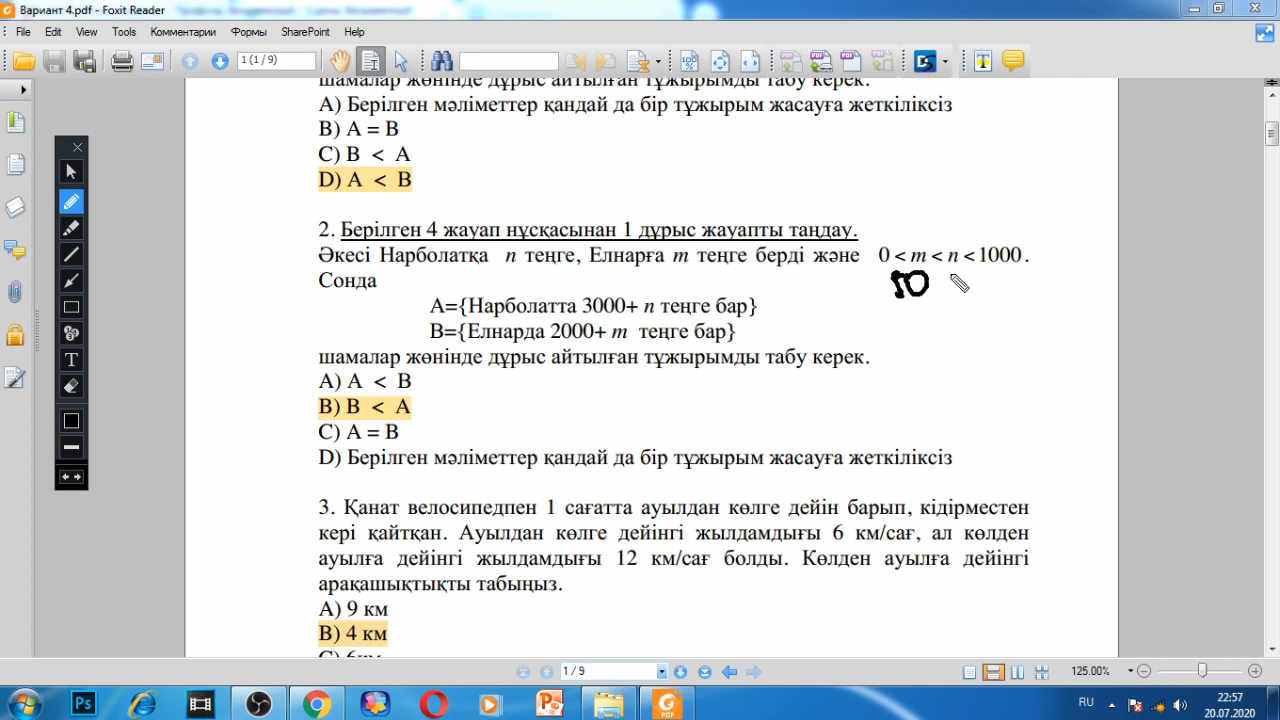 Вариант 4.pdf - Foxit Reader
File Edit View Tools Комментарии Формы SharePoint Help
1 (1 / 9)
шамалар жөнінде дұрыс айтылған тұжырымды табу керек.
A) Берілген мәліметтер қандай да бір тұжырым жасауға жеткіліксіз
B) A = B
C) B < A
D) A < B
2. Берілген 4 жауап нұсқасынан 1 дұрыс жауапты таңдау.
Әкесі Нарболатқа n теңге, Елнарға m теңге берді және 0 < m < n < 1000.
Сонда
10
A={Нарболатта 3000+ n теңге бар}
B={Елнарда 2000+ m теңге бар}
шамалар жөнінде дұрыс айтылған тұжырымды табу керек.
A) A < B
B) B < A
C) A = B
D) Берілген мәліметтер қандай да бір тұжырым жасауға жеткіліксіз
3. Қанат велосипедпен 1 сағатта ауылдан көлге дейін барып, кідірместен
кері қайтқан. Ауылдан көлге дейінгі жылдамдығы 6 км/сағ, ал көлден
ауылға дейінгі жылдамдығы 12 км/сағ болды. Көлден ауылға дейінгі
арақашықтықты табыңыз.
A) 9 км
B) 4 км
C) 6км
1 / 9
125.00%
RU
22:57
20.07.2020